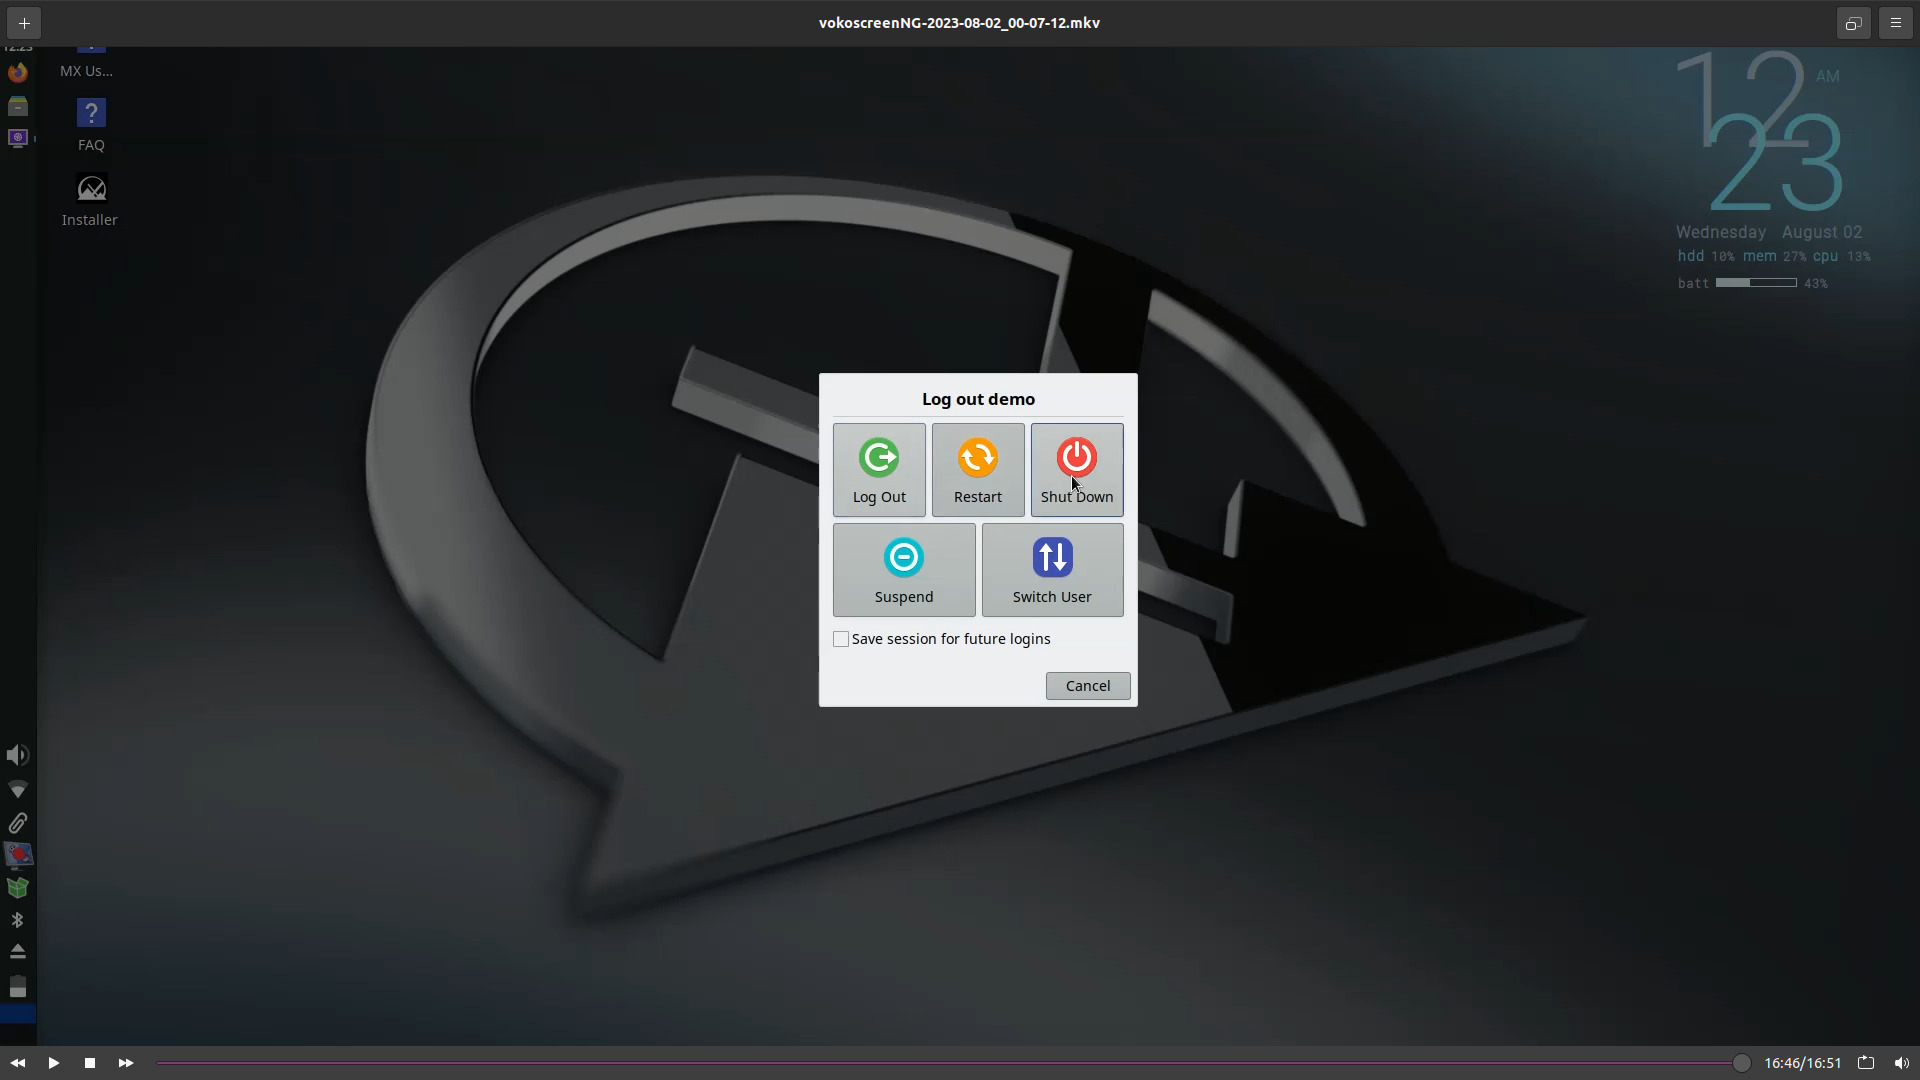 vokoscreenNG-2023-08-02_00-07-12.mkv
MX Us...
FAQ
Installer
12 AM
23
Wednesday August 02
hdd 10% mem 27% cpu 13%
batt 43%
Log out demo
Log Out
Restart
Shut Down
Suspend
Switch User
Save session for future logins
Cancel
16:46/16:51